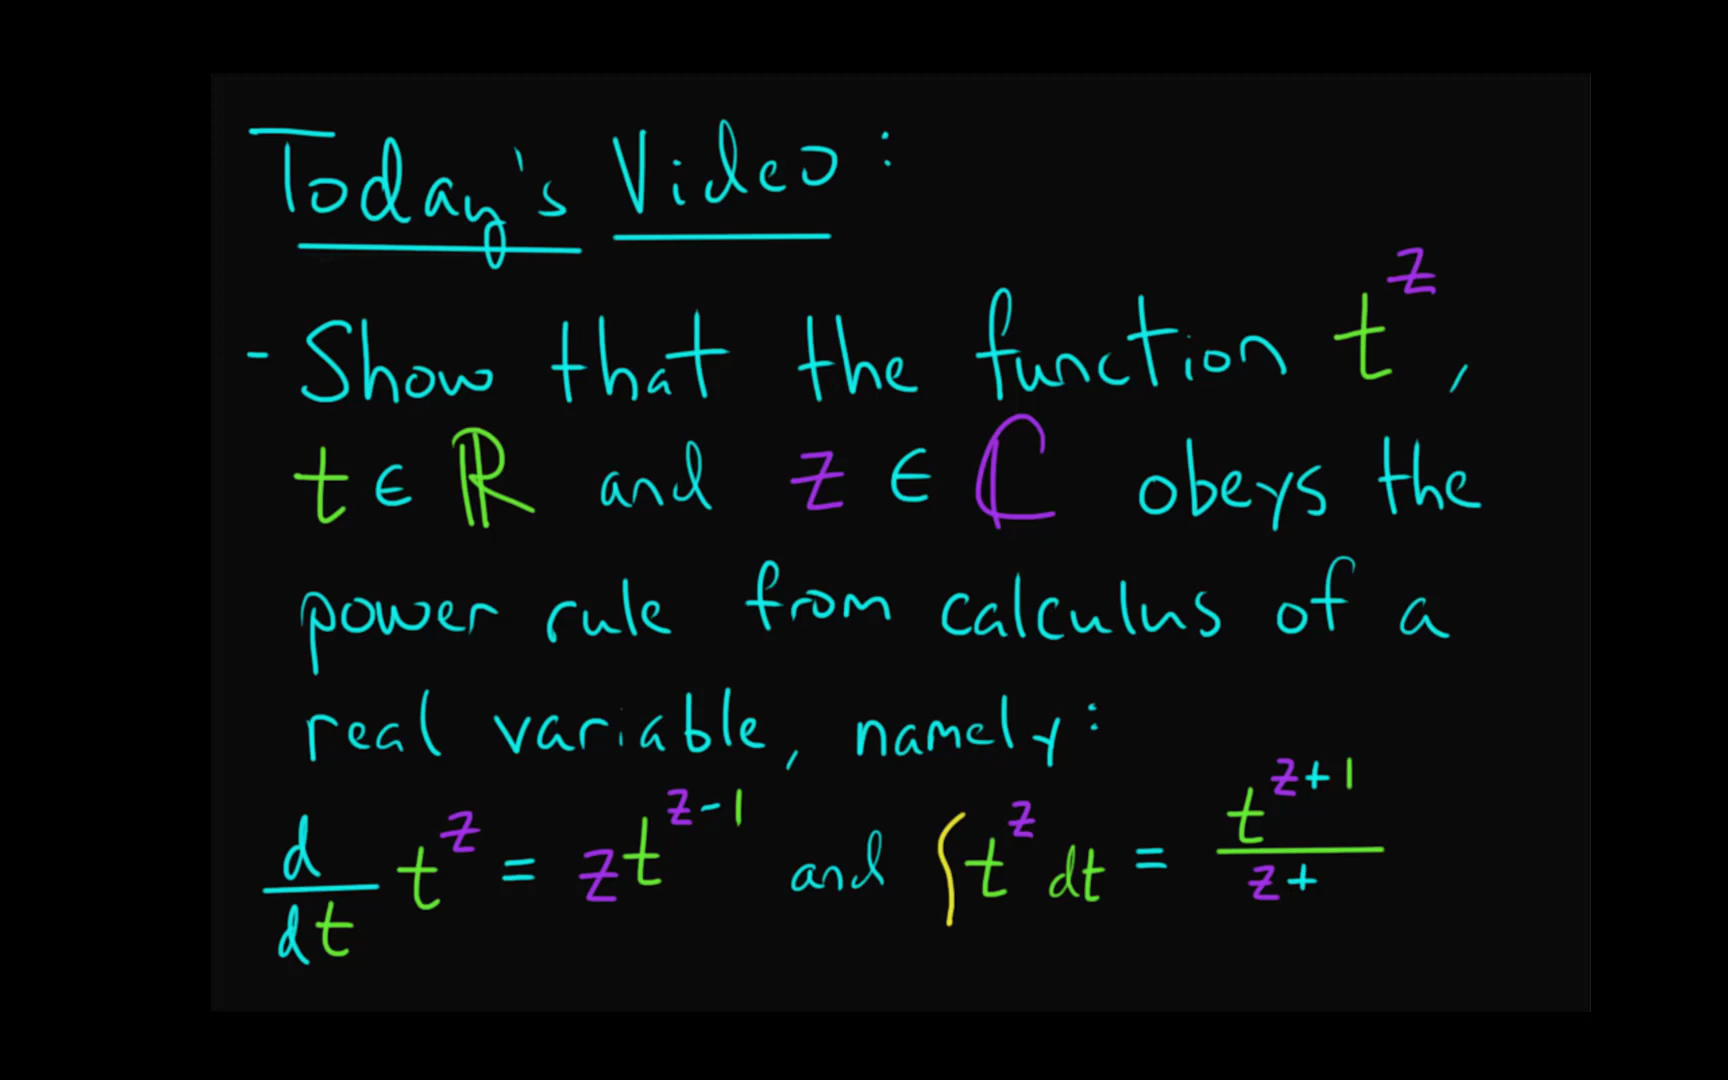 Today's Video:
- Show that the function t^z,
t ∈ ℝ and z ∈ ℂ obeys the
power rule from calculus of a
real variable, namely:
d/dt t^z = zt^(z-1) and ∫t^z dt = t^(z+1)/z+